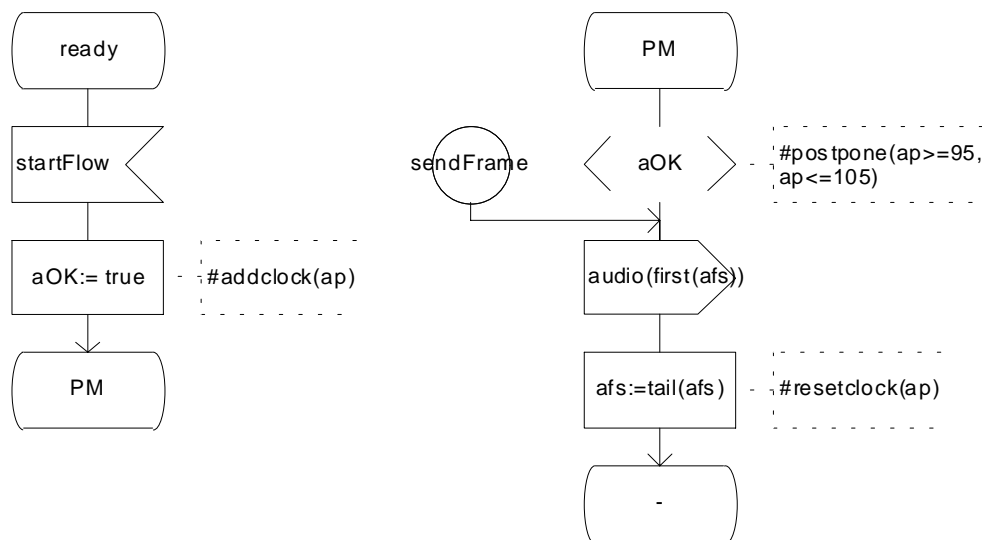 ready
startFlow
aOK:= true
#addclock(ap)
PM
PM
sendFrame
aOK
#postpone(ap>=95,
ap<=105)
audio(first(afs))
afs:=tail(afs)
#resetclock(ap)
-